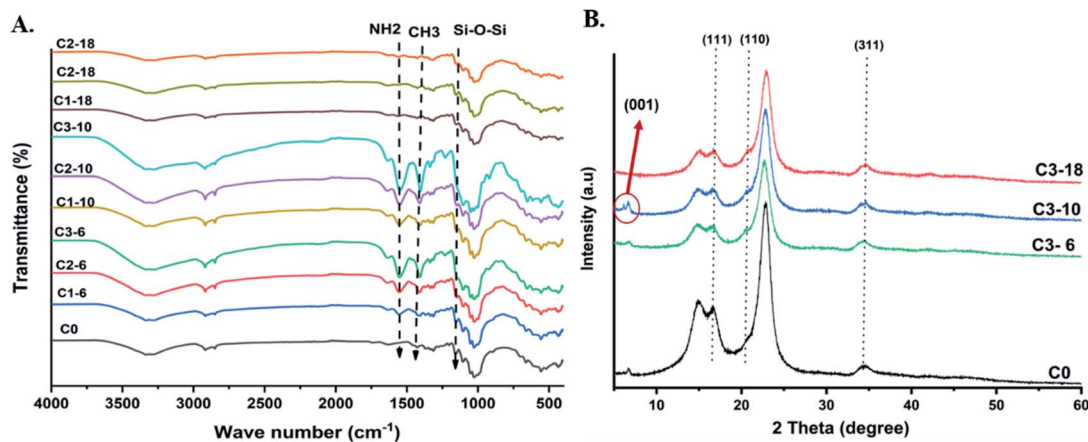 A.
NH2 CH3 Si-O-Si
C2-18
C2-18
C1-18
C3-10
C2-10
C1-10
C3-6
C2-6
C1-6
C0
Transmittance (%)
4000 3500 3000 2500 2000 1500 1000 500
Wave number (cm⁻¹)
B.
(111) (110) (311)
(001)
C3-18
C3-10
C3- 6
C0
Intensity (a.u)
10 20 30 40 50 60
2 Theta (degree)